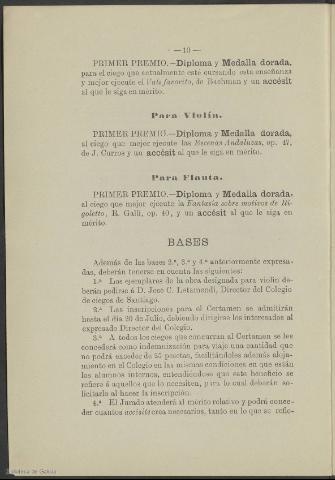 — 10 —
PRIMER PREMIO.—Diploma y Medalla dorada,
para el ciego que actualmente esté cursando esta enseñanza
y mejor ejecute el Vals favorito, de Bachman y un accésit
al que le siga en mérito.
Para Violín.
PRIMER PREMIO.—Diploma y Medalla dorada,
al ciego que mejor ejecute las Escenas Andaluzas, op. 47,
de J. Curros y un accésit al que le siga en mérito.
Para Flauta.
PRIMER PREMIO.—Diploma y Medalla dorada,
al ciego que mejor ejecute la Fantasía sobre motivos de Ri-
goletto, R. Galli, op. 40, y un accésit al que le siga en
mérito.
BASES
Además de las bases 2.ª, 3.ª y 4.ª anteriormente expresa-
das, deberán tenerse en cuenta las siguientes:
1.ª Los ejemplares de la obra designada para violín de-
berán pedirse á D. José C. Letamendi, Director del Colegio
de ciegos de Santiago.
2.ª Las inscripciones para el Certamen se admitirán
hasta el día 20 de Julio, debiendo dirigirse los interesados al
expresado Director del Colegio.
3.ª A todos los ciegos que concurran al Certamen se les
concederá como indemnización para viaje una cantidad que
no podrá exceder de 25 pesetas, facilitándoles además aloja-
miento en el Colegio en las mismas condiciones en que están
los alumnos internos, entendiéndose que este beneficio se
refiere á aquellos que lo necesiten, para lo cual deberán so-
licitarlo al hacer la inscripción.
4.ª El Jurado atenderá al mérito relativo y podrá conce-
der cuantos accésits crea necesarios, tanto en lo que se refie-
Biblioteca de Galicia